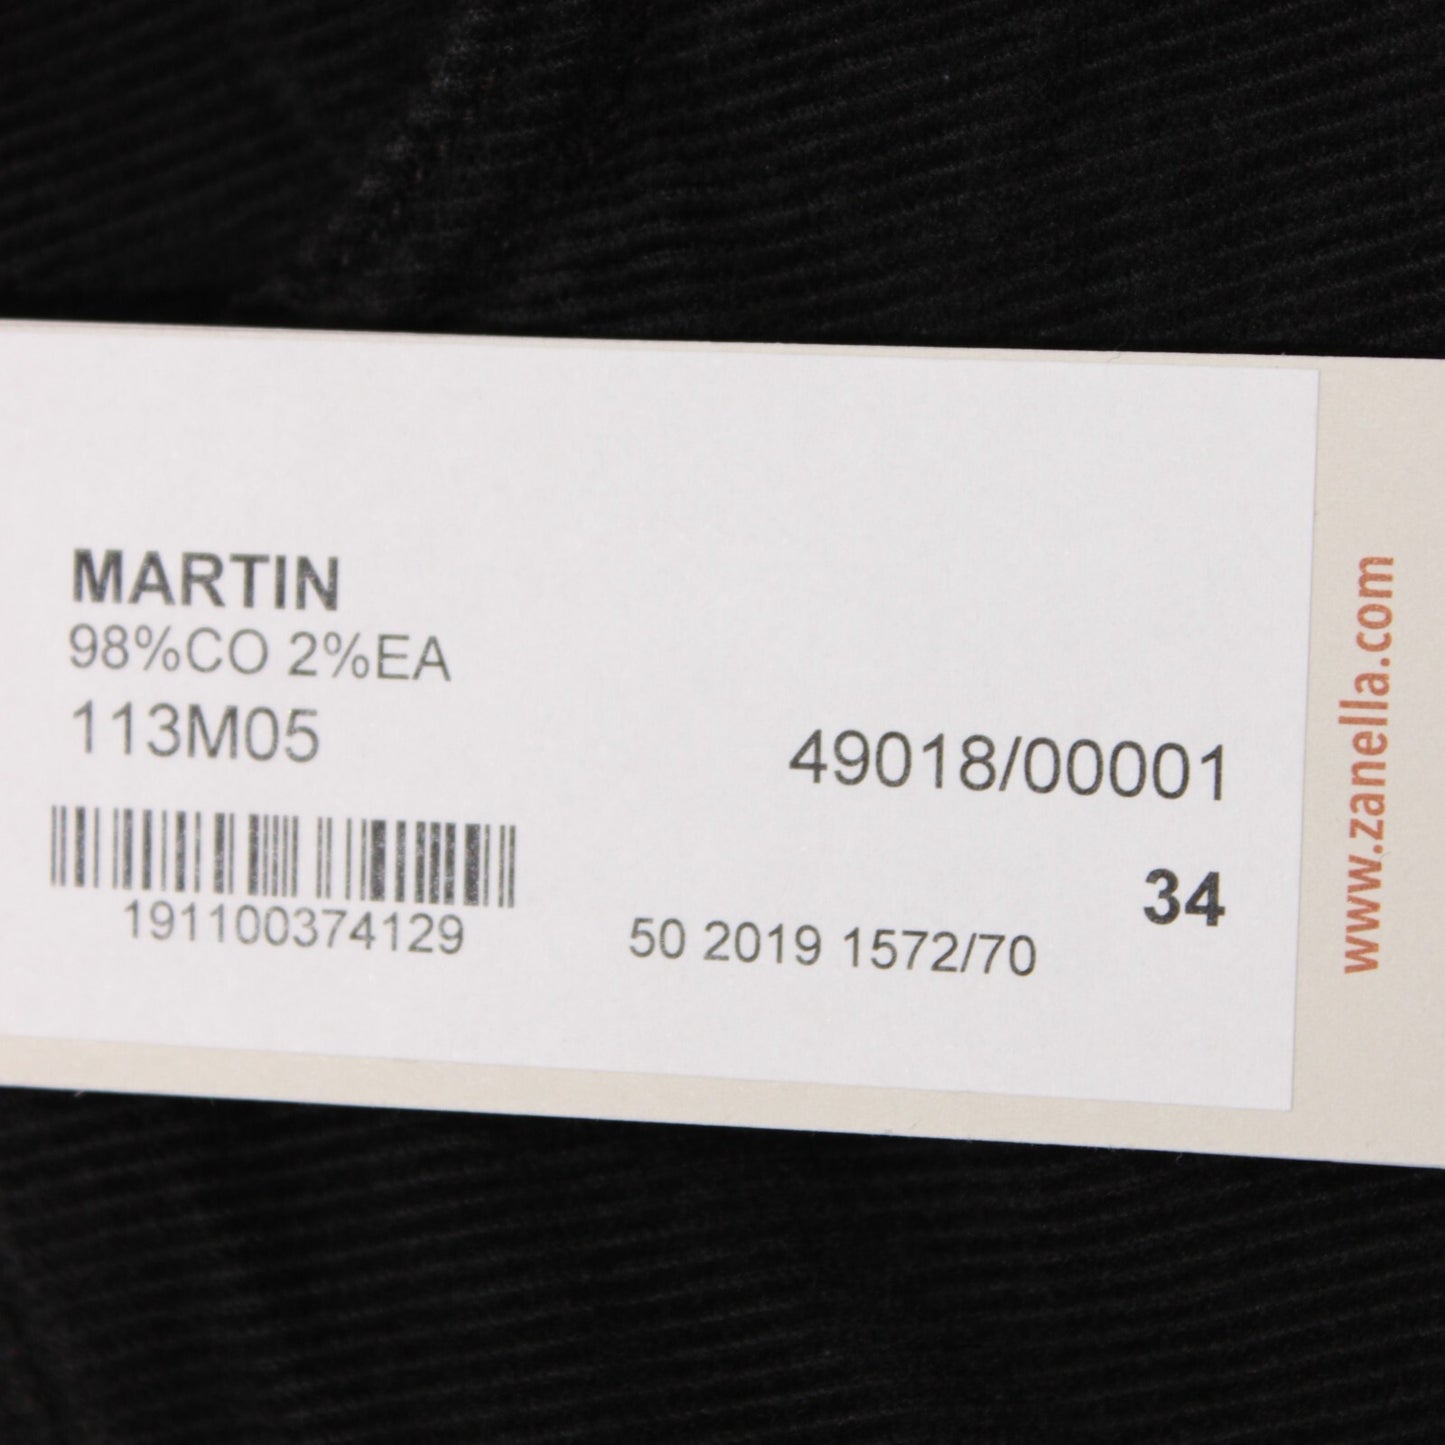 MARTIN
98%CO 2%EA
113M05
49018/00001
34
191100374129
50 2019 1572/70
www.zanella.com